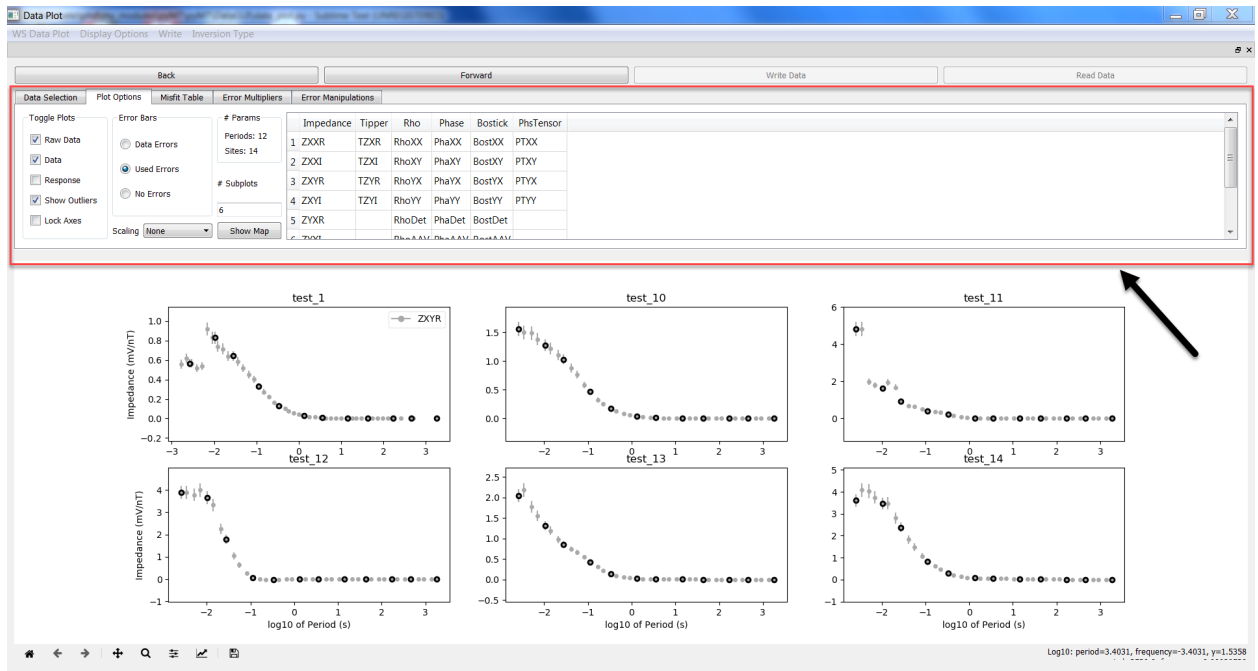 Data Plot
WS Data Plot Display Options Write Inversion Type
Back Forward Write Data Read Data
Data Selection Plot Options Misfit Table Error Multipliers Error Manipulations
Toggle Plots
Raw Data
Data
Response
Show Outliers
Lock Axes
Error Bars
Data Errors
Used Errors
No Errors
Scaling None
# Params
Periods: 12
Sites: 14
# Subplots
6
Show Map
Impedance Tipper Rho Phase Bostick PhsTensor
1 ZXXR TZXR RhoXX PhaXX BostXX PTXX
2 ZXXI TZXI RhoXY PhaXY BostXY PTXY
3 ZXYR TZYR RhoYX PhaYX BostYX PTYX
4 ZXYI TZYI RhoYY PhaYY BostYY PTYY
5 ZYXR RhoDet PhaDet BostDet
test_1
ZXYR
Impedance (mV/nT)
1.0
0.8
0.6
0.4
0.2
0.0
−0.2
−3 −2 −1 0 1 2 3
test_10
1.5
1.0
0.5
0.0
−2 −1 0 1 2 3
test_11
6
4
2
0
−2 −1 0 1 2 3
test_12
Impedance (mV/nT)
4
3
2
1
0
−1
−2 −1 0 1 2 3
log10 of Period (s)
test_13
2.5
2.0
1.5
1.0
0.5
0.0
−0.5
−2 −1 0 1 2 3
log10 of Period (s)
test_14
5
4
3
2
1
0
−1
−2 −1 0 1 2 3
log10 of Period (s)
Log10: period=3.4031, frequency=-3.4031, y=1.5358